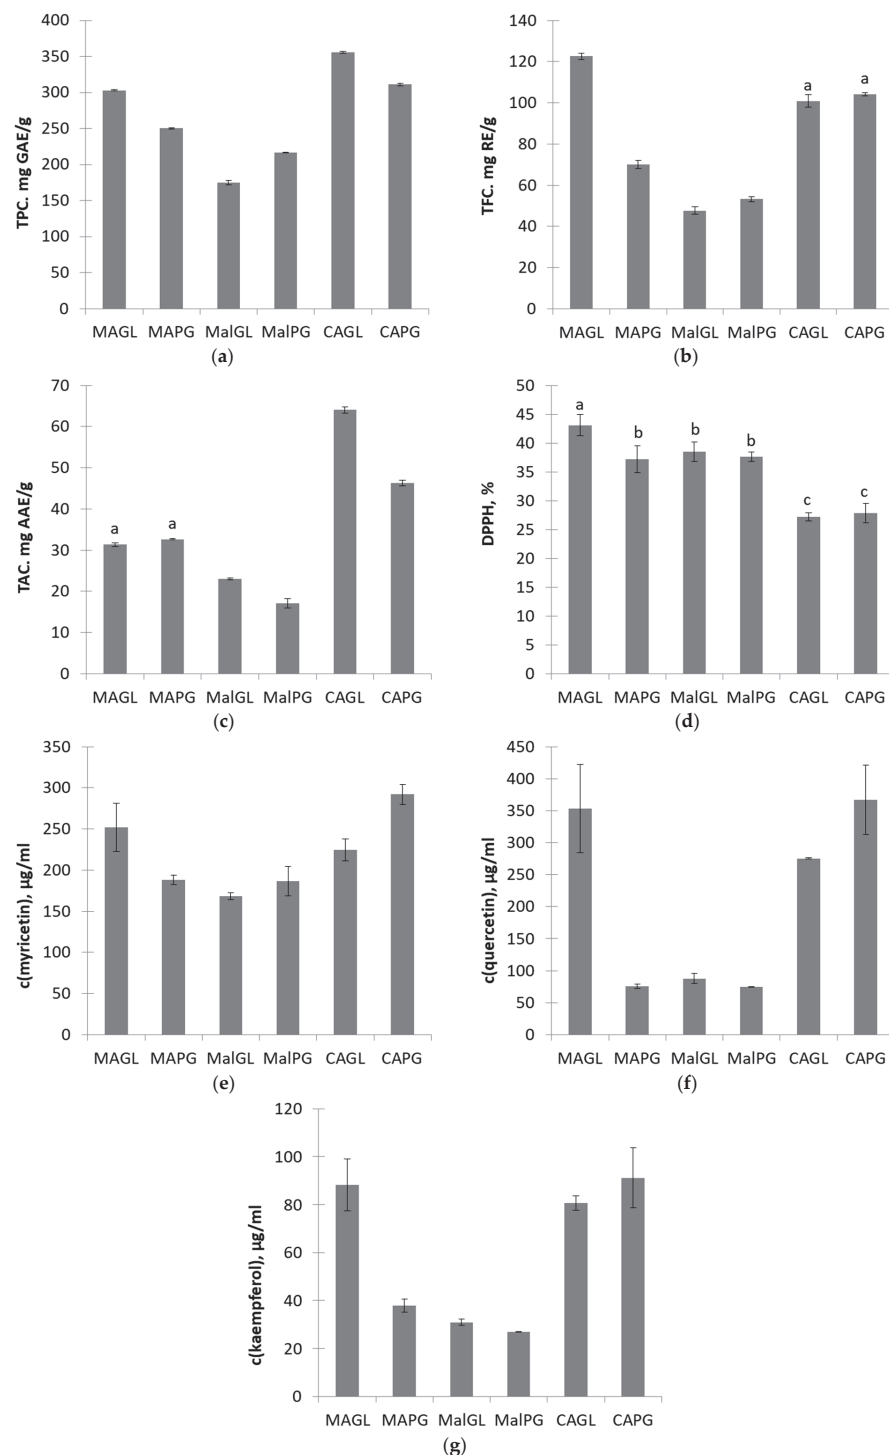 TPC. mg GAE/g
400
350
300
250
200
150
100
50
0
MAGL MAPG MalGL MalPG CAGL CAPG
(a)
TFC. mg RE/g
140
120
100
80
60
40
20
0
a a
MAGL MAPG MalGL MalPG CAGL CAPG
(b)
TAC. mg AAE/g
70
60
50
40
30
20
10
0
a a
MAGL MAPG MalGL MalPG CAGL CAPG
(c)
DPPH, %
50
45
40
35
30
25
20
15
10
5
0
a b b b c c
MAGL MAPG MalGL MalPG CAGL CAPG
(d)
c(myricetin), µg/ml
350
300
250
200
150
100
50
0
MAGL MAPG MalGL MalPG CAGL CAPG
(e)
c(quercetin), µg/ml
450
400
350
300
250
200
150
100
50
0
MAGL MAPG MalGL MalPG CAGL CAPG
(f)
c(kaempferol), µg/ml
120
100
80
60
40
20
0
MAGL MAPG MalGL MalPG CAGL CAPG
(g)